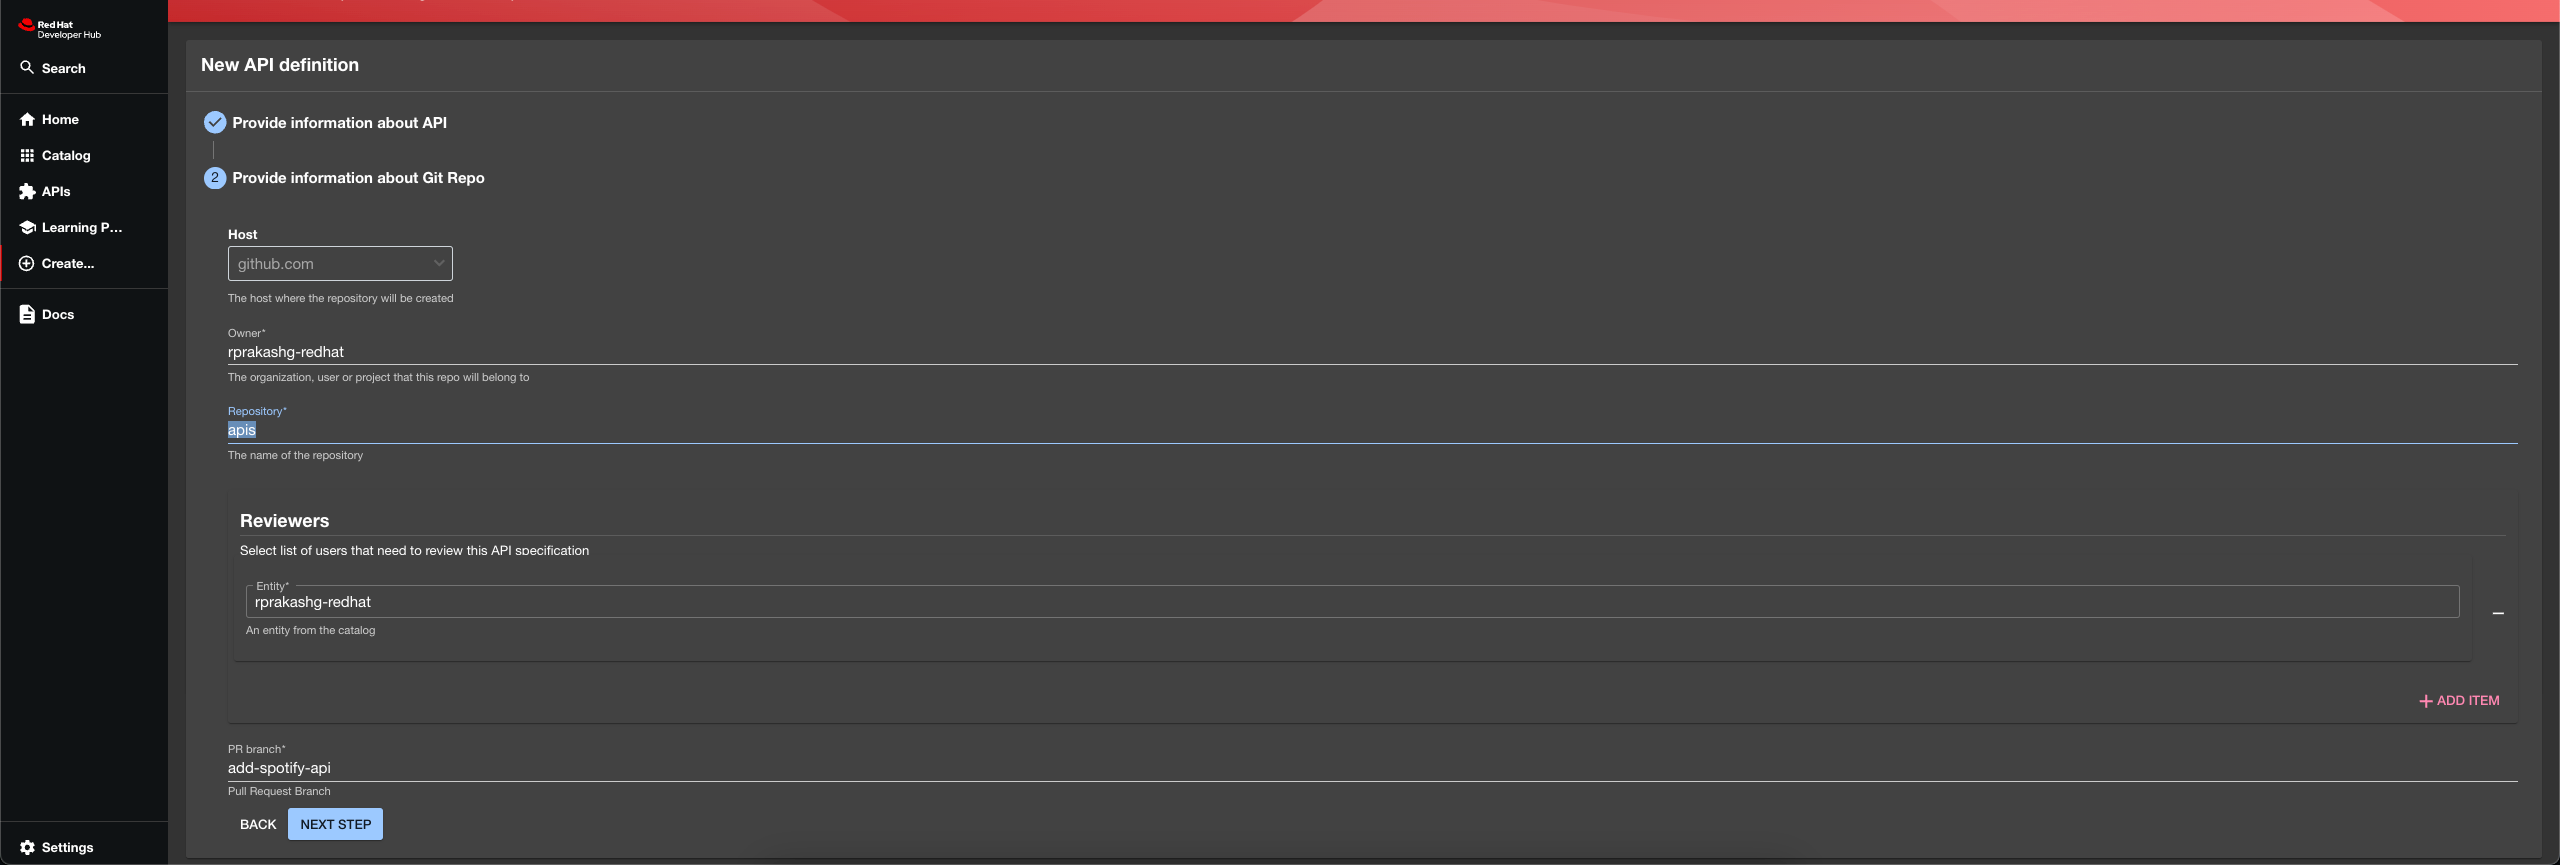 Red Hat
Developer Hub
Search
Home
Catalog
APIs
Learning P...
Create...
Docs
Settings
New API definition
Provide information about API
2 Provide information about Git Repo
Host
github.com
The host where the repository will be created
Owner*
rprakashg-redhat
The organization, user or project that this repo will belong to
Repository*
apis
The name of the repository
Reviewers
Select list of users that need to review this API specification
Entity*
rprakashg-redhat
An entity from the catalog
ADD ITEM
PR branch*
add-spotify-api
Pull Request Branch
BACK NEXT STEP